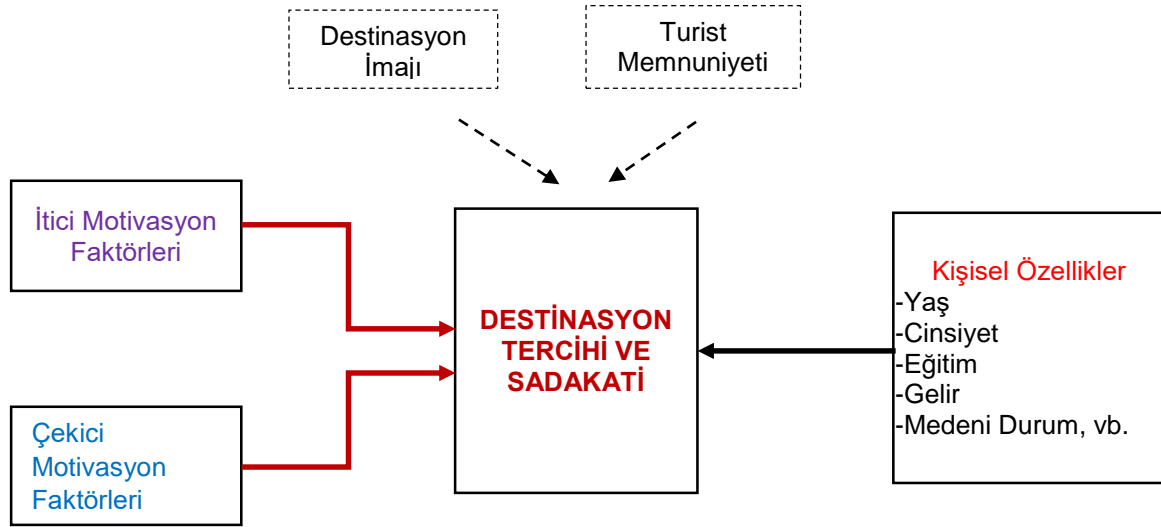 Destinasyon
İmajı
Turist
Memnuniyeti
İtici Motivasyon
Faktörleri
Çekici
Motivasyon
Faktörleri
DESTİNASYON
TERCİHİ VE
SADAKATİ
Kişisel Özellikler
-Yaş
-Cinsiyet
-Eğitim
-Gelir
-Medeni Durum, vb.